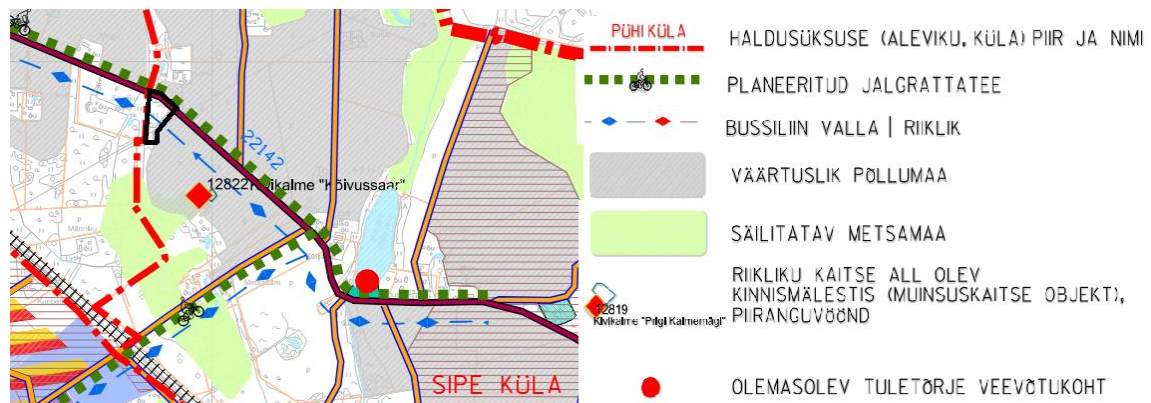 22142
12822 Kivikalme "Kõivussaar"
SIPE KÜLA
PÜHI KÜLA
HALDUSÜKSUSE (ALEVIKU, KÜLA) PIIR JA NIMI
PLANEERITUD JALGRATTATEE
BUSSILIIN VALLA | RIIKLIK
VÄÄRTUSLIK PÕLLUMAA
SÄILITATAV METSAMAA
RIIKLIKU KAITSE ALL OLEV
KINNISMÄLESTIS (MUINSUSKAITSE OBJEKT),
PIIRANGUVÖÖND
12819
Kivikalme "Priigi Kalmemägi"
OLEMASOLEV TULETÕRJE VEEVÕTUKOHT